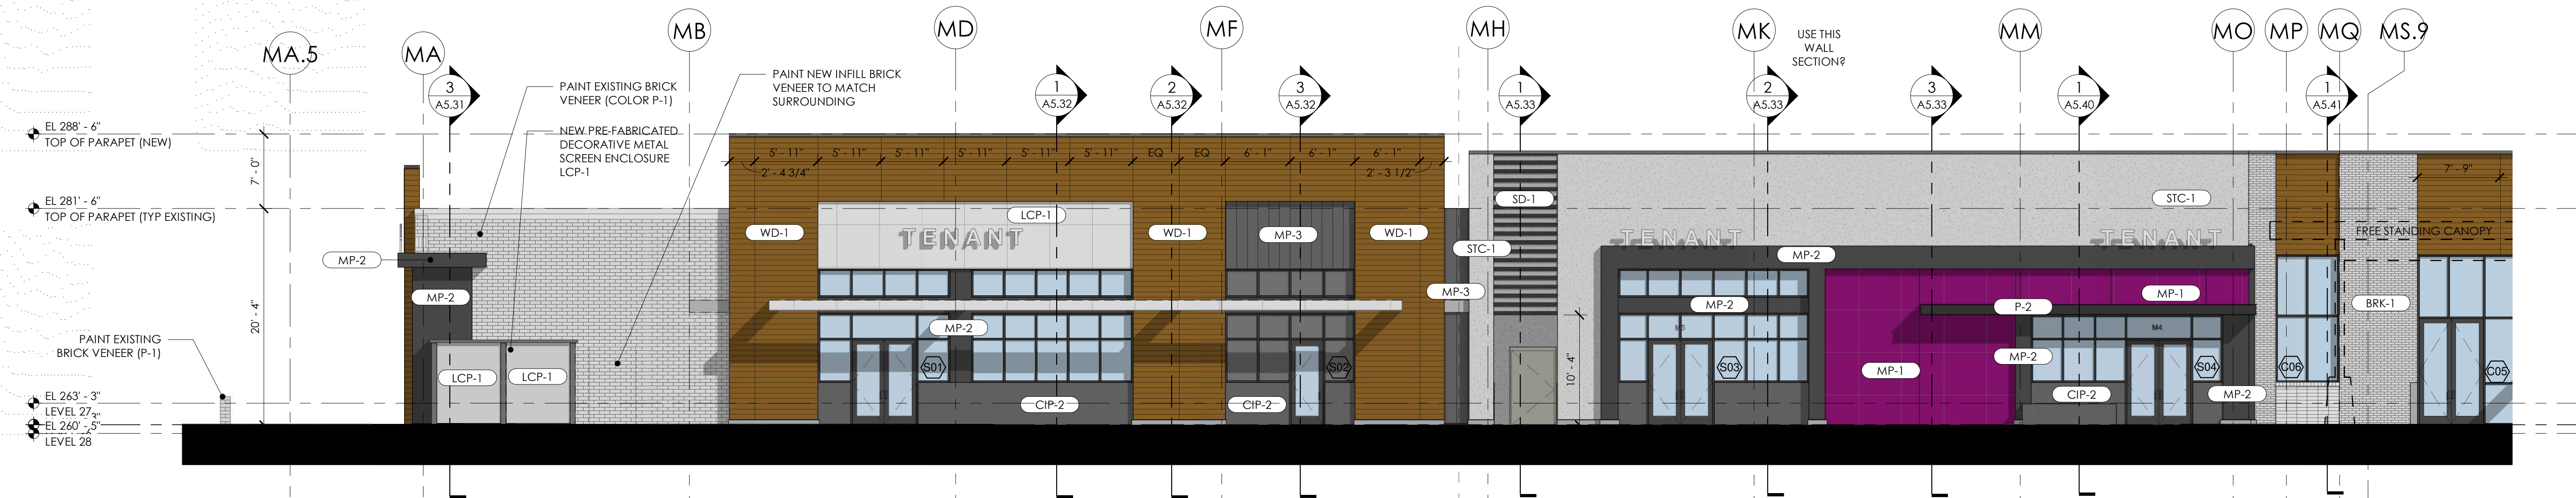 MA.5
MA
MB
MD
MF
MH
MK
USE THIS
WALL
SECTION?
MM
MO
MP
MQ
MS.9
3
A5.31
PAINT EXISTING BRICK
VENEER (COLOR P-1)
PAINT NEW INFILL BRICK
VENEER TO MATCH
SURROUNDING
1
A5.32
2
A5.32
3
A5.32
1
A5.33
2
A5.33
3
A5.33
1
A5.40
1
A5.41
EL 288' - 6"
TOP OF PARAPET (NEW)
NEW PRE-FABRICATED
DECORATIVE METAL
SCREEN ENCLOSURE
LCP-1
7' - 0"
5' - 11"
5' - 11"
5' - 11"
5' - 11"
5' - 11"
5' - 11"
EQ
EQ
6' - 1"
6' - 1"
6' - 1"
2' - 4 3/4"
2' - 3 1/2"
7' - 9"
EL 281' - 6"
TOP OF PARAPET (TYP EXISTING)
SD-1
STC-1
LCP-1
WD-1
TENANT
WD-1
MP-3
WD-1
STC-1
TENANT
TENANT
FREE STANDING CANOPY
MP-2
MP-2
MP-2
MP-3
MP-1
MP-2
P-2
BRK-1
20' - 4"
MP-2
M5
M4
PAINT EXISTING
BRICK VENEER (P-1)
10' - 4"
MP-2
S01
S02
S03
S04
C06
C05
LCP-1
LCP-1
MP-1
CIP-2
CIP-2
CIP-2
MP-2
EL 263' - 3"
LEVEL 27
EL 260' - 5"
LEVEL 28